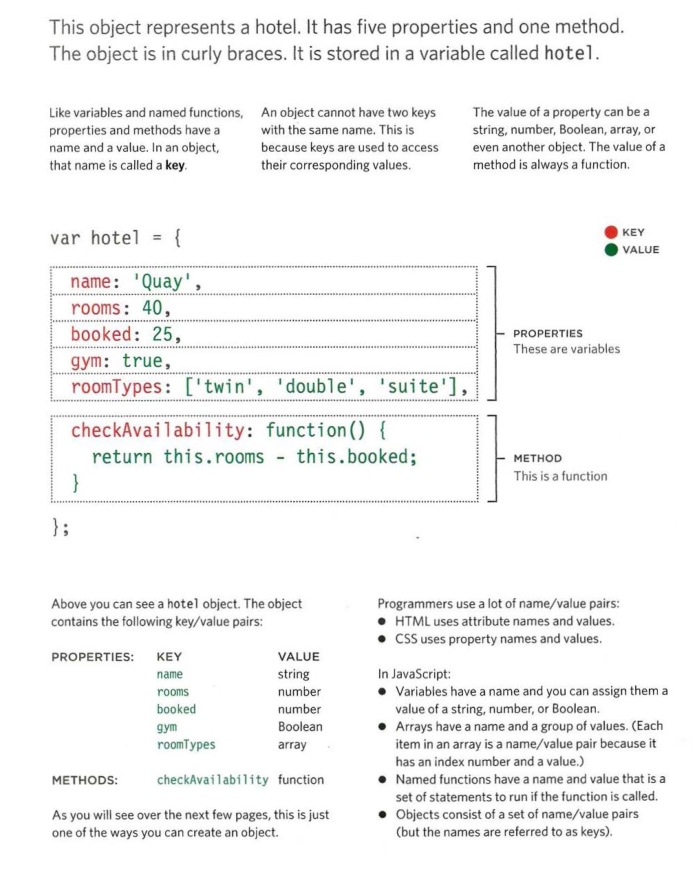 This object represents a hotel. It has five properties and one method.
The object is in curly braces. It is stored in a variable called hotel.
Like variables and named functions,
properties and methods have a
name and a value. In an object,
that name is called a key.
An object cannot have two keys
with the same name. This is
because keys are used to access
their corresponding values.
The value of a property can be a
string, number, Boolean, array, or
even another object. The value of a
method is always a function.
var hotel = {
KEY
VALUE
name: 'Quay',
rooms: 40,
booked: 25,
gym: true,
roomTypes: ['twin', 'double', 'suite'],
PROPERTIES
These are variables
checkAvailability: function() {
return this.rooms - this.booked;
}
METHOD
This is a function
};
Above you can see a hotel object. The object
contains the following key/value pairs:
PROPERTIES: KEY VALUE
name string
rooms number
booked number
gym Boolean
roomTypes array
METHODS: checkAvailability function
As you will see over the next few pages, this is just
one of the ways you can create an object.
Programmers use a lot of name/value pairs:
● HTML uses attribute names and values.
● CSS uses property names and values.
In JavaScript:
● Variables have a name and you can assign them a
value of a string, number, or Boolean.
● Arrays have a name and a group of values. (Each
item in an array is a name/value pair because it
has an index number and a value.)
● Named functions have a name and value that is a
set of statements to run if the function is called.
● Objects consist of a set of name/value pairs
(but the names are referred to as keys).